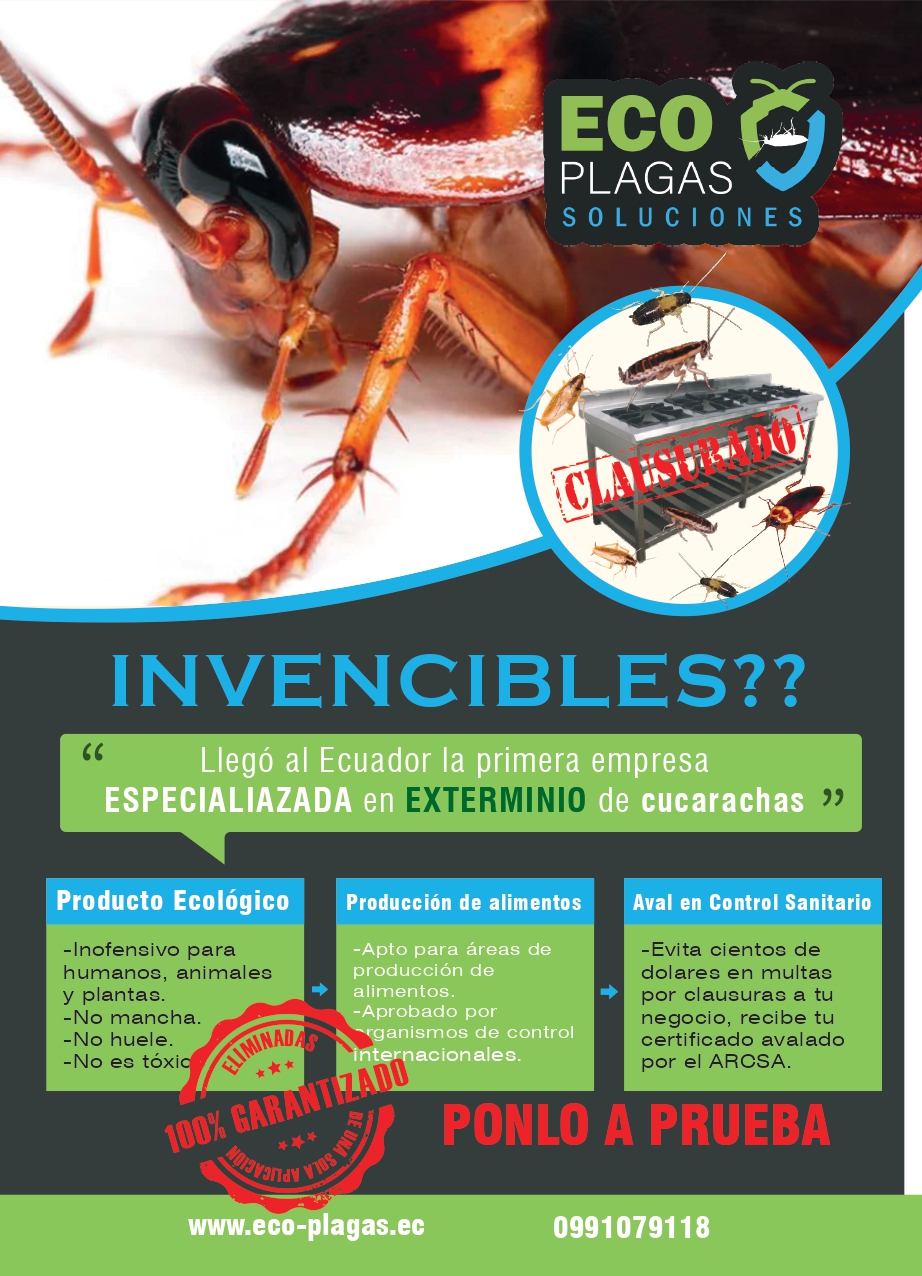 ECO
PLAGAS
SOLUCIONES
CLAUSURADO
INVENCIBLES??
“ Llegó al Ecuador la primera empresa
ESPECIALIAZADA en EXTERMINIO de cucarachas ”
Producto Ecológico
-Inofensivo para
humanos, animales
y plantas.
-No mancha.
-No huele.
-No es tóxic
Producción de alimentos
-Apto para áreas de
producción de
alimentos.
-Aprobado por
organismos de control
internacionales.
Aval en Control Sanitario
-Evita cientos de
dolares en multas
por clausuras a tu
negocio, recibe tu
certificado avalado
por el ARCSA.
ELIMINADAS
100% GARANTIZADO
DE UNA SOLA APLICACIÓN
PONLO A PRUEBA
www.eco-plagas.ec
0991079118